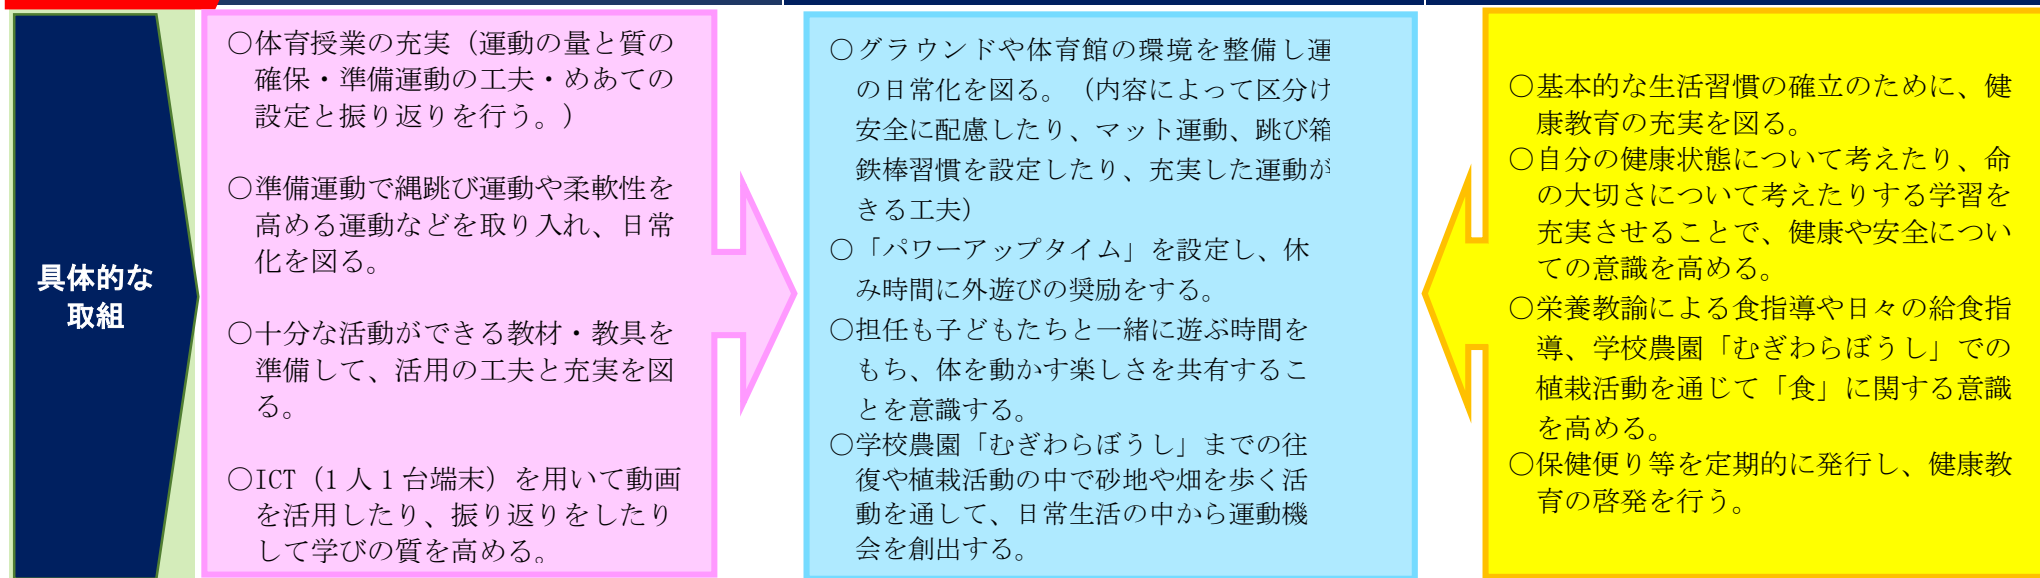 具体的な
取組
○体育授業の充実（運動の量と質の
確保・準備運動の工夫・めあての
設定と振り返りを行う。）
○準備運動で縄跳び運動や柔軟性を
高める運動などを取り入れ、日常
化を図る。
○十分な活動ができる教材・教具を
準備して、活用の工夫と充実を図
る。
○ICT（1人1台端末）を用いて動画
を活用したり、振り返りをしたり
して学びの質を高める。
○グラウンドや体育館の環境を整備し運
の日常化を図る。（内容によって区分け
安全に配慮したり、マット運動、跳び箱
鉄棒習慣を設定したり、充実した運動が
きる工夫）
○「パワーアップタイム」を設定し、休
み時間に外遊びの奨励をする。
○担任も子どもたちと一緒に遊ぶ時間を
もち、体を動かす楽しさを共有するこ
とを意識する。
○学校農園「むぎわらぼうし」までの往
復や植栽活動の中で砂地や畑を歩く活
動を通して、日常生活の中から運動機
会を創出する。
○基本的な生活習慣の確立のために、健
康教育の充実を図る。
○自分の健康状態について考えたり、命
の大切さについて考えたりする学習を
充実させることで、健康や安全につい
ての意識を高める。
○栄養教諭による食指導や日々の給食指
導、学校農園「むぎわらぼうし」での
植栽活動を通じて「食」に関する意識
を高める。
○保健便り等を定期的に発行し、健康教
育の啓発を行う。